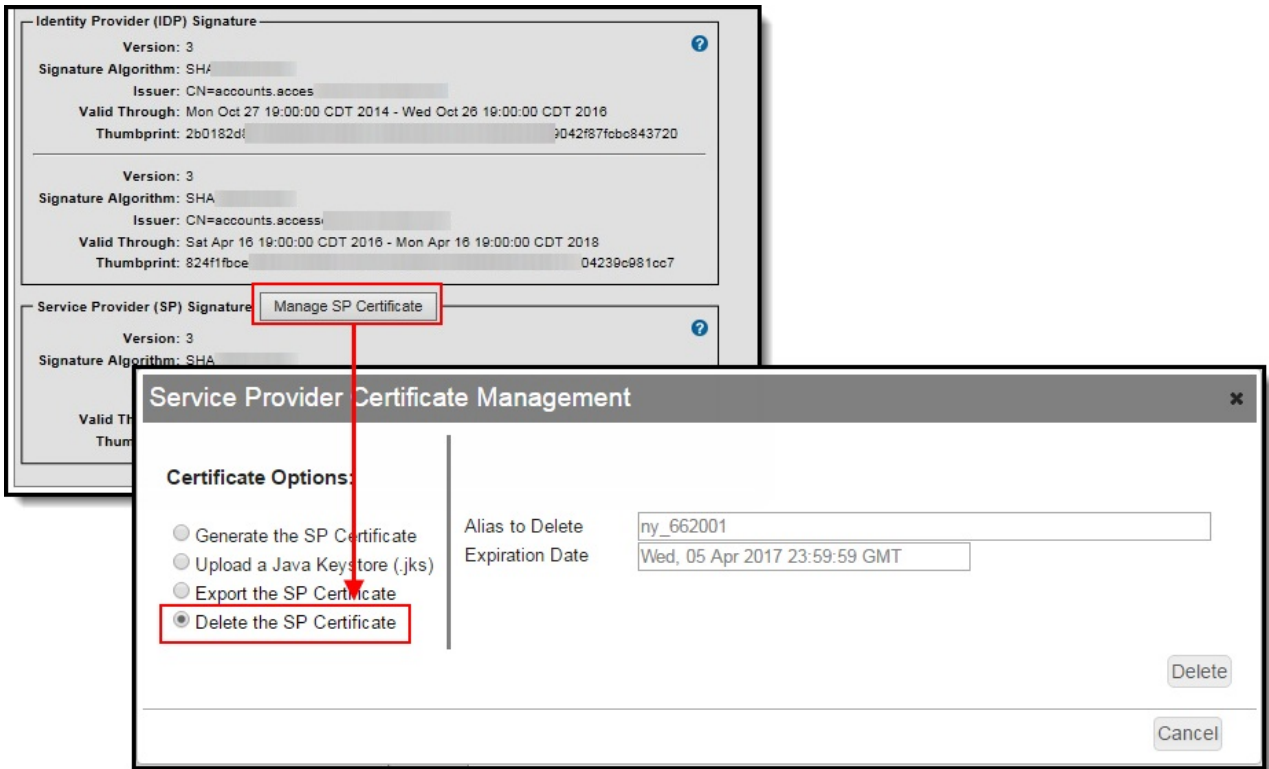 Identity Provider (IDP) Signature
Version: 3
Signature Algorithm: SHA
Issuer: CN=accounts.acces
Valid Through: Mon Oct 27 19:00:00 CDT 2014 - Wed Oct 26 19:00:00 CDT 2016
Thumbprint: 2b0182d8 9042f87fcbc843720
Version: 3
Signature Algorithm: SHA
Issuer: CN=accounts.access
Valid Through: Sat Apr 16 19:00:00 CDT 2016 - Mon Apr 16 19:00:00 CDT 2018
Thumbprint: 824f1fbce 04239c981cc7
Service Provider (SP) Signature Manage SP Certificate
Version: 3
Signature Algorithm: SHA
Valid Th
Thum
Service Provider Certificate Management
Certificate Options:
Generate the SP Certificate
Upload a Java Keystore (.jks)
Export the SP Certificate
Delete the SP Certificate
Alias to Delete ny_662001
Expiration Date Wed, 05 Apr 2017 23:59:59 GMT
Delete
Cancel